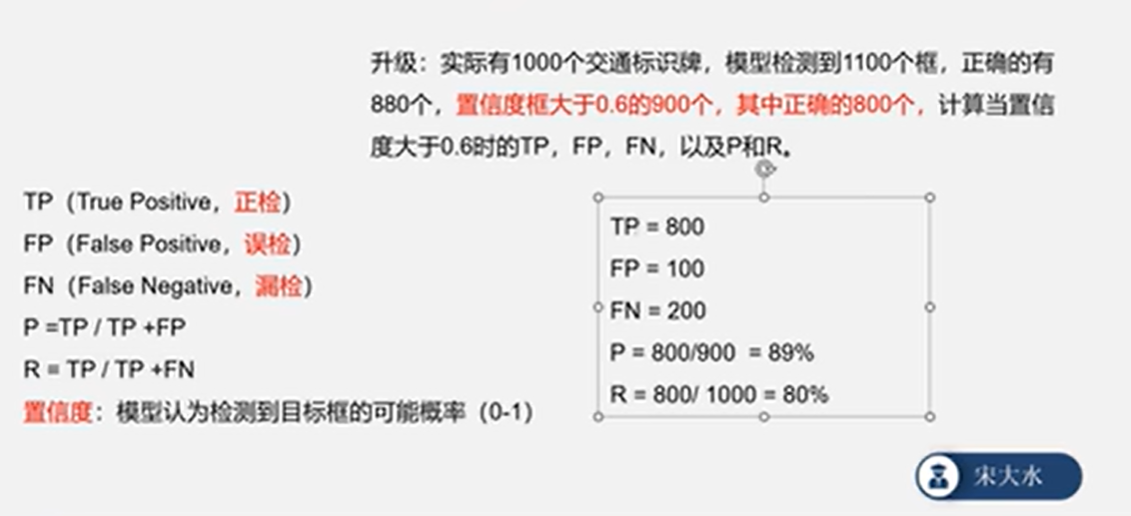 升级：实际有1000个交通标识牌，模型检测到1100个框，正确的有
880个，置信度框大于0.6的900个，其中正确的800个，计算当置信
度大于0.6时的TP，FP，FN，以及P和R。
TP（True Positive，正检）
FP（False Positive，误检）
FN（False Negative，漏检）
P =TP / TP +FP
R = TP / TP +FN
置信度：模型认为检测到目标框的可能概率（0-1）
TP = 800
FP = 100
FN = 200
P = 800/900 = 89%
R = 800/ 1000 = 80%
宋大水